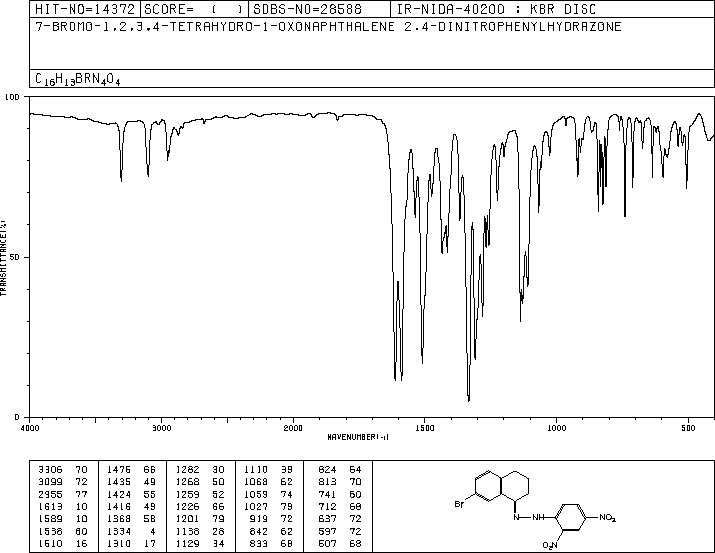 HIT-NO=14372 SCORE= ( ) SDBS-NO=28588 IR-NIDA-40200 : KBR DISC
7-BROMO-1,2,3,4-TETRAHYDRO-1-OXONAPHTHALENE 2,4-DINITROPHENYLHYDRAZONE
C16H13BRN4O4
100
50
0
TRANSMITTANCE(%)
4000 3000 2000 1500 1000 500
WAVENUMBER(-1)
3306 70 1476 66 1282 30 1110 39 824 64
3099 72 1435 49 1268 50 1068 62 813 70
2955 77 1424 55 1259 52 1059 74 741 60
1613 10 1416 49 1226 66 1027 79 712 68
1589 10 1368 58 1201 79 919 72 637 72
1538 60 1334 4 1138 28 842 62 597 72
1510 16 1310 17 1129 34 833 68 507 68
Br
N NH NO2
O2N